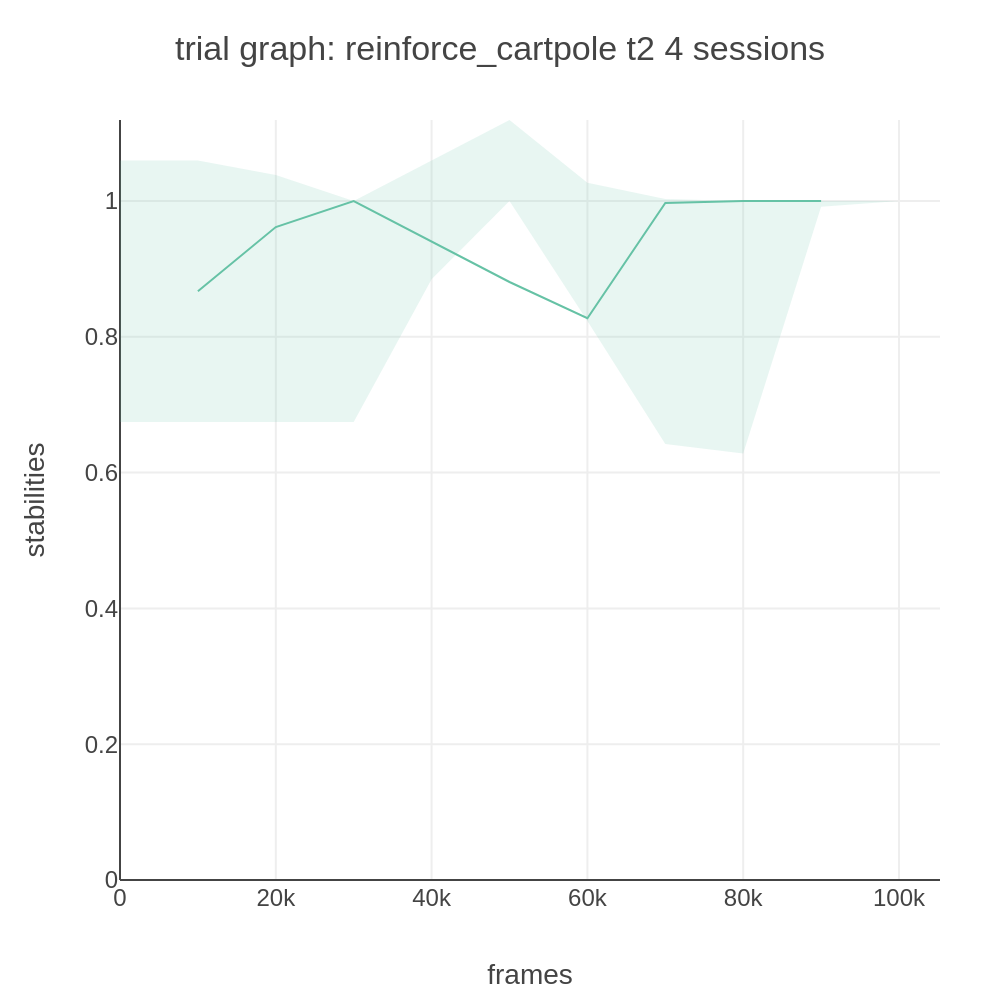 trial graph: reinforce_cartpole t2 4 sessions
1
0.8
0.6
0.4
0.2
0
stabilities
0
20k
40k
60k
80k
100k
frames